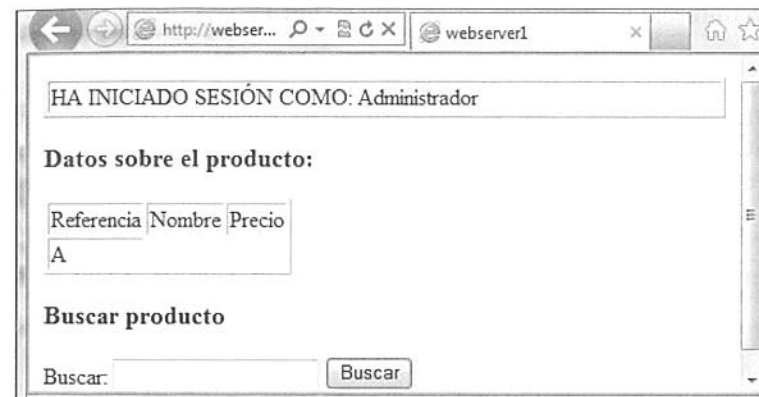 http://webser...
webserver1
HA INICIADO SESIÓN COMO: Administrador
Datos sobre el producto:
Referencia Nombre Precio
A
Buscar producto
Buscar: Buscar